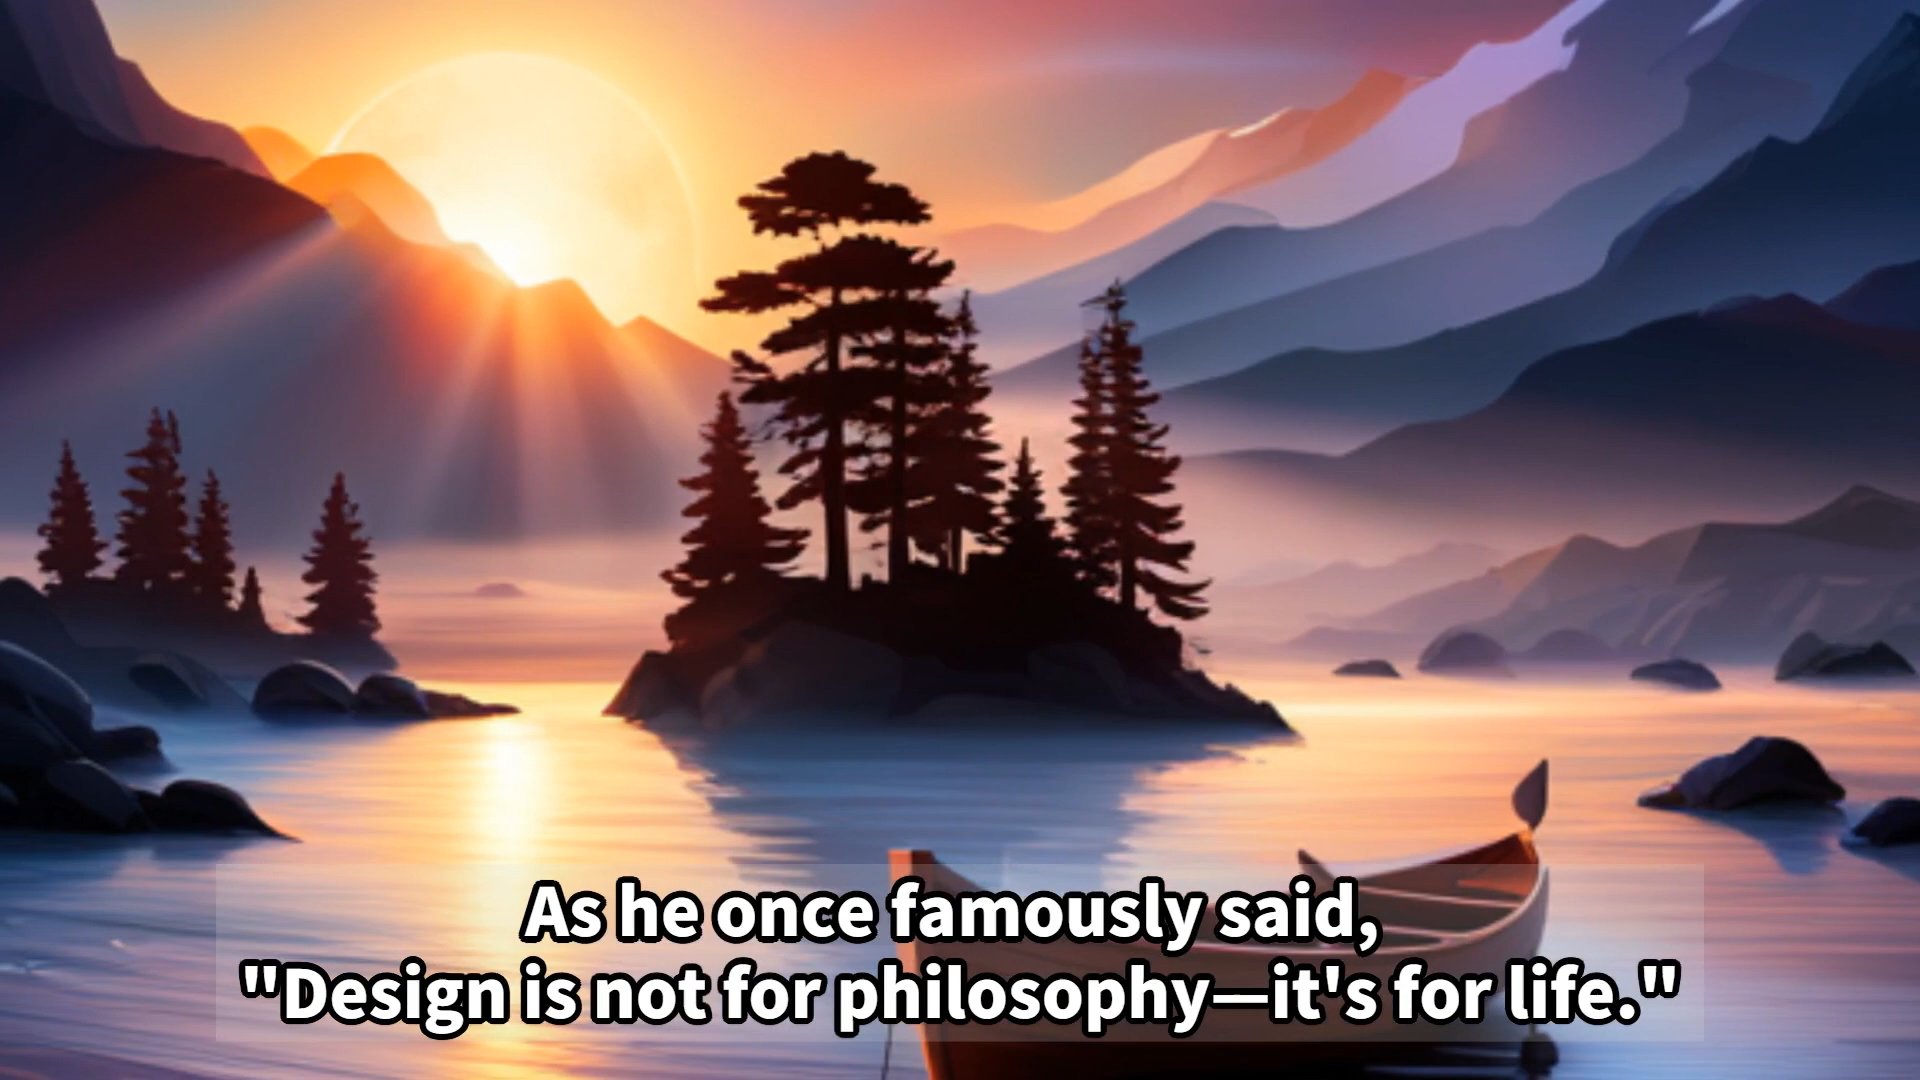 As he once famously said,
"Design is not for philosophy—it's for life."